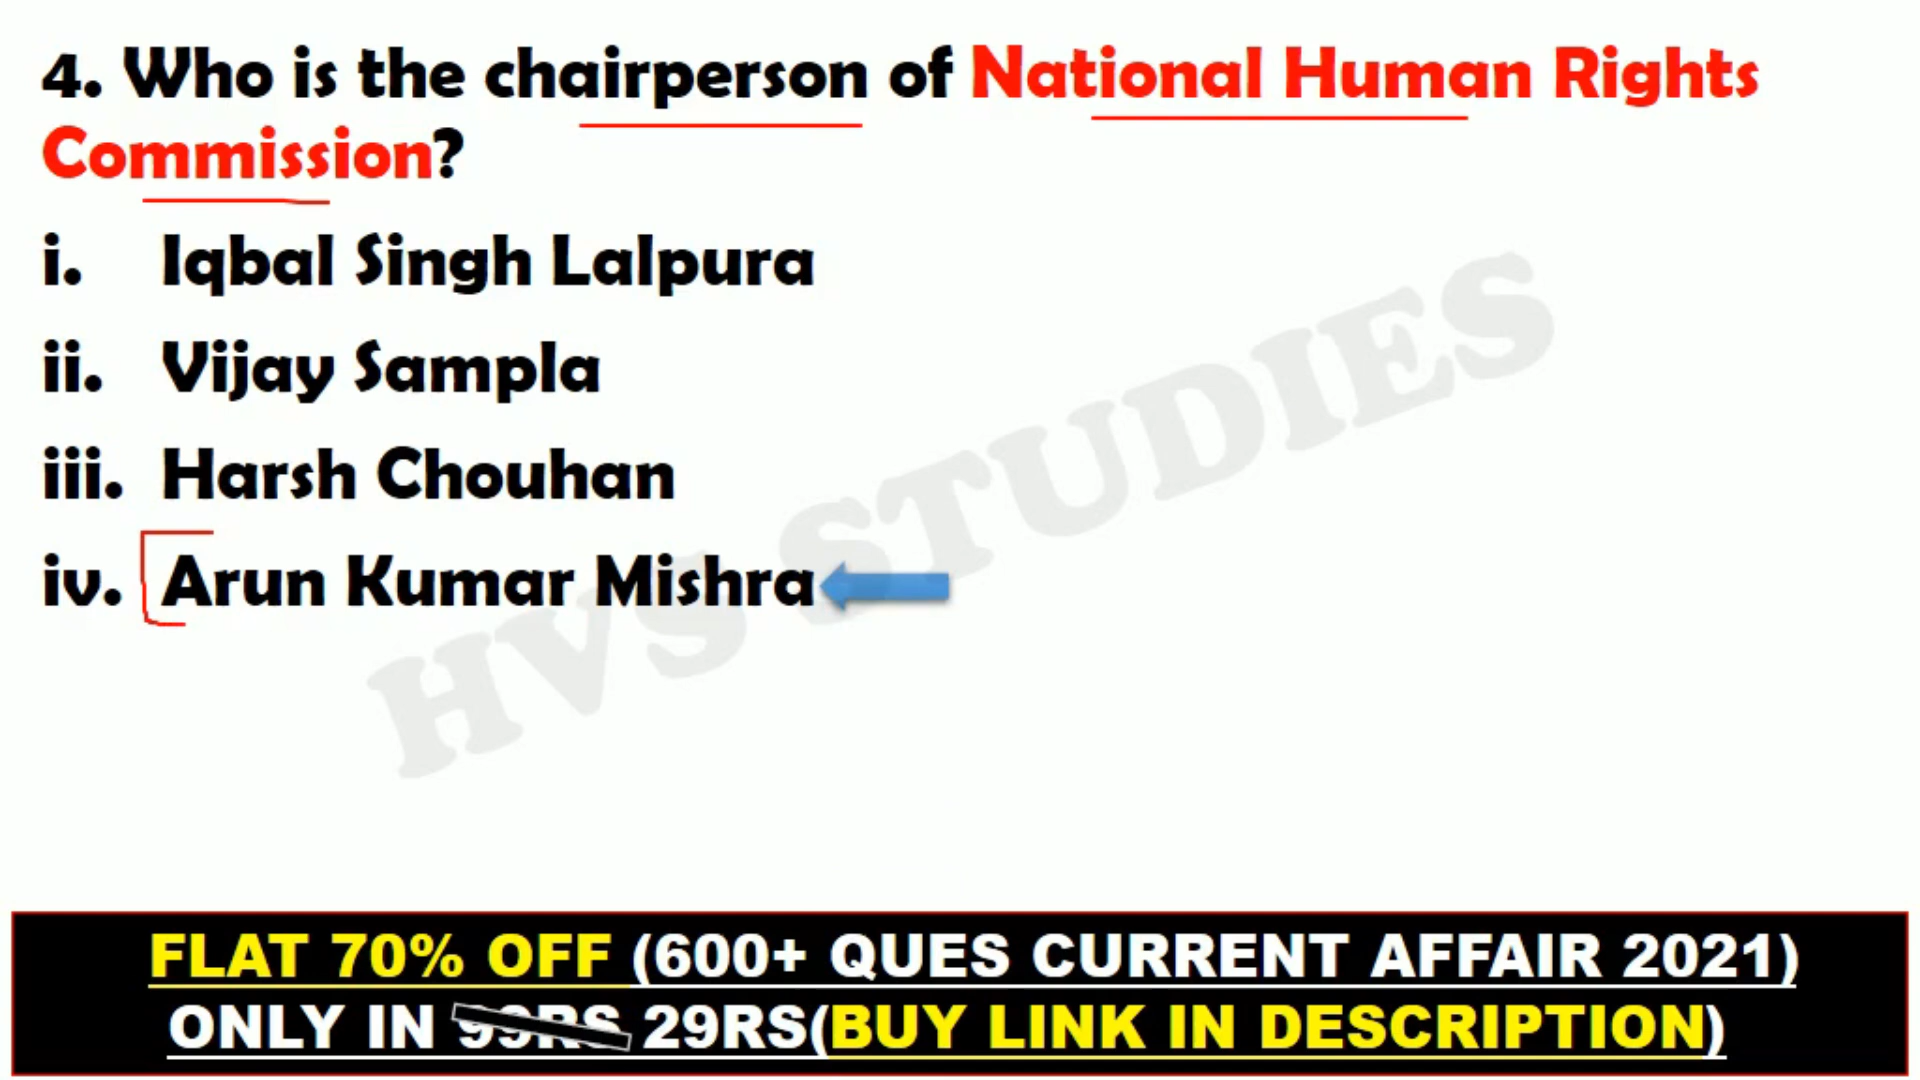 4. Who is the chairperson of National Human Rights
Commission?
i. Iqbal Singh Lalpura
ii. Vijay Sampla
iii. Harsh Chouhan
iv. Arun Kumar Mishra
HVS STUDIES
FLAT 70% OFF (600+ QUES CURRENT AFFAIR 2021)
ONLY IN 99RS 29RS(BUY LINK IN DESCRIPTION)